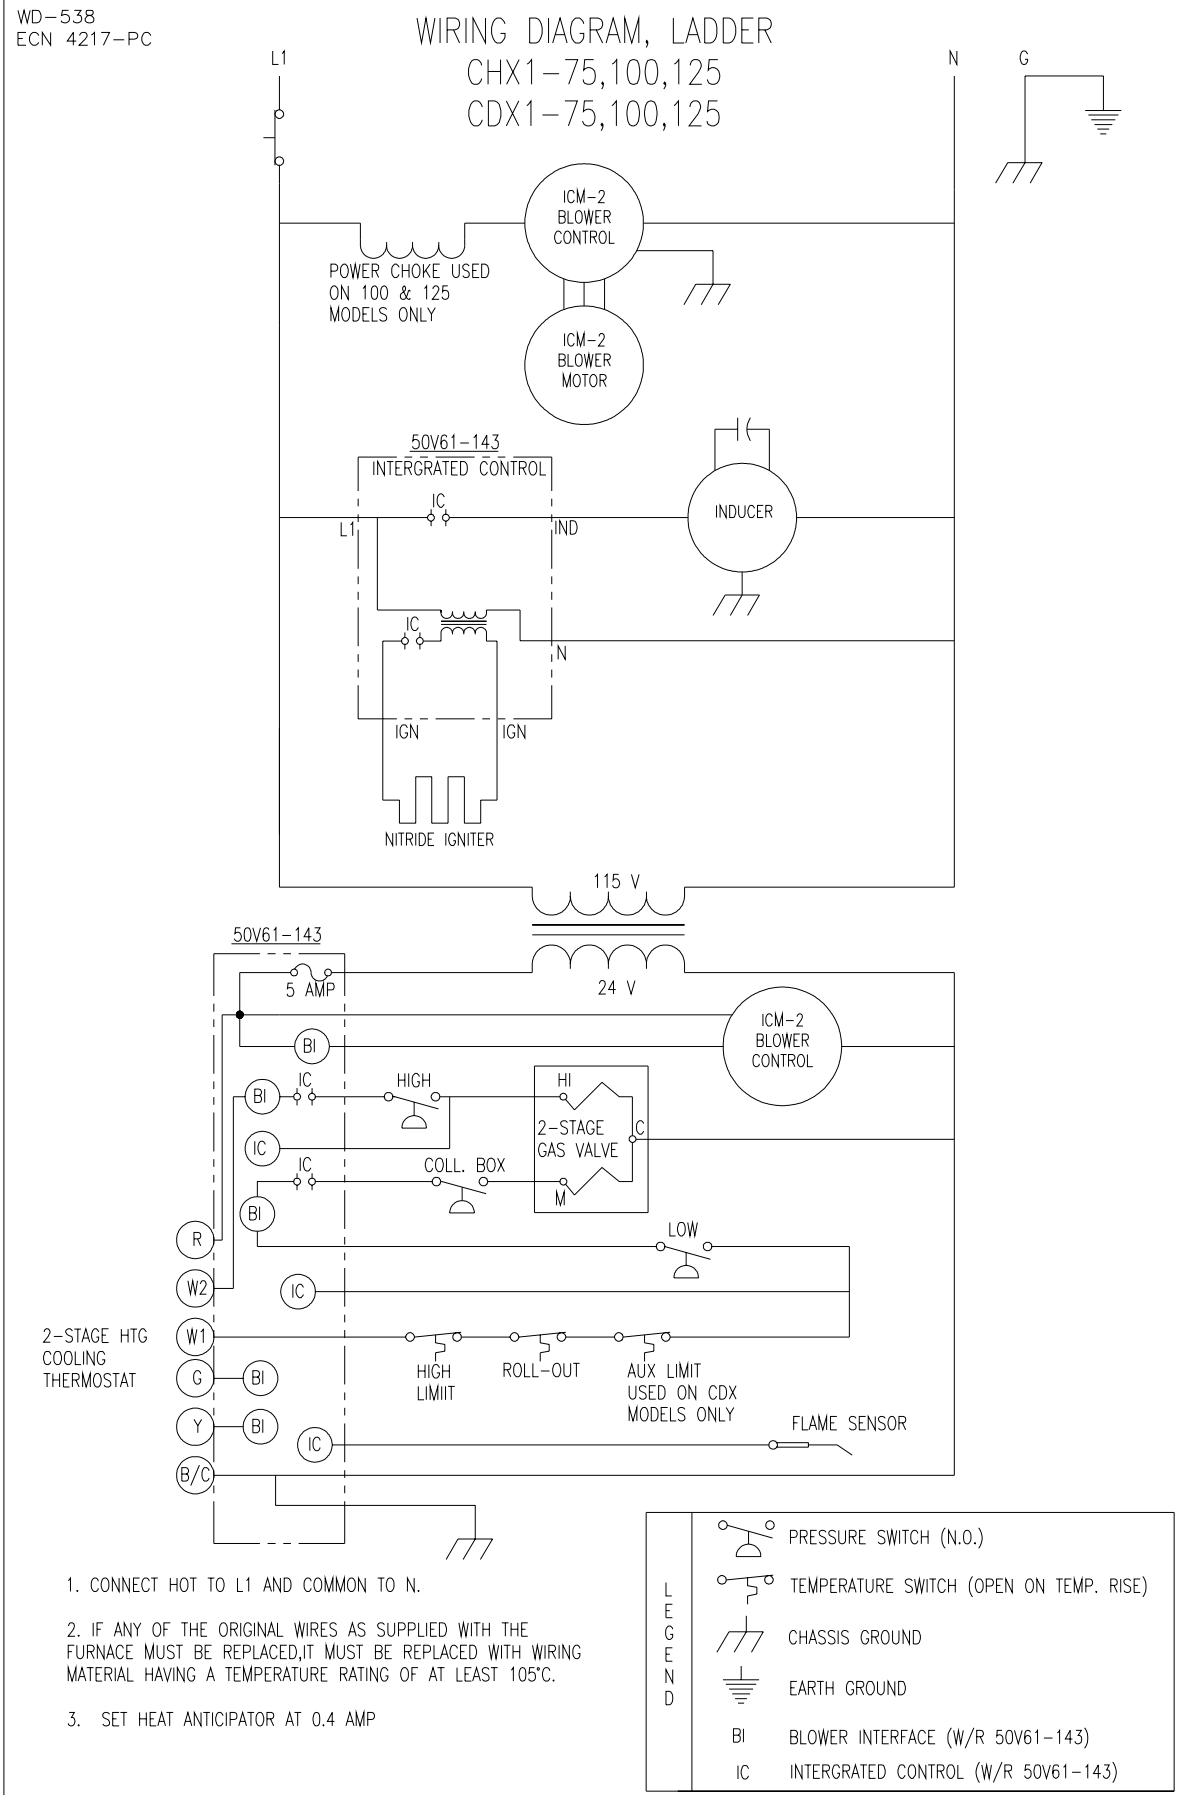 WD-538
ECN 4217-PC
WIRING DIAGRAM, LADDER
CHX1-75,100,125
CDX1-75,100,125
L1
N
G
ICM-2
BLOWER
CONTROL
POWER CHOKE USED
ON 100 & 125
MODELS ONLY
ICM-2
BLOWER
MOTOR
50V61-143
INTERGRATED CONTROL
IC
L1
IND
INDUCER
IC
N
IGN
IGN
NITRIDE IGNITER
115 V
50V61-143
5 AMP
24 V
ICM-2
BLOWER
CONTROL
BI
BI
IC
HIGH
HI
2-STAGE
GAS VALVE
C
IC
IC
COLL. BOX
M
BI
R
LOW
W2
IC
2-STAGE HTG
COOLING
THERMOSTAT
W1
HIGH
LIMIIT
ROLL-OUT
AUX LIMIT
USED ON CDX
MODELS ONLY
G
BI
Y
BI
IC
FLAME SENSOR
B/C
1. CONNECT HOT TO L1 AND COMMON TO N.
2. IF ANY OF THE ORIGINAL WIRES AS SUPPLIED WITH THE
FURNACE MUST BE REPLACED,IT MUST BE REPLACED WITH WIRING
MATERIAL HAVING A TEMPERATURE RATING OF AT LEAST 105°C.
3. SET HEAT ANTICIPATOR AT 0.4 AMP
LEGEND
PRESSURE SWITCH (N.O.)
TEMPERATURE SWITCH (OPEN ON TEMP. RISE)
CHASSIS GROUND
EARTH GROUND
BI BLOWER INTERFACE (W/R 50V61-143)
IC INTERGRATED CONTROL (W/R 50V61-143)